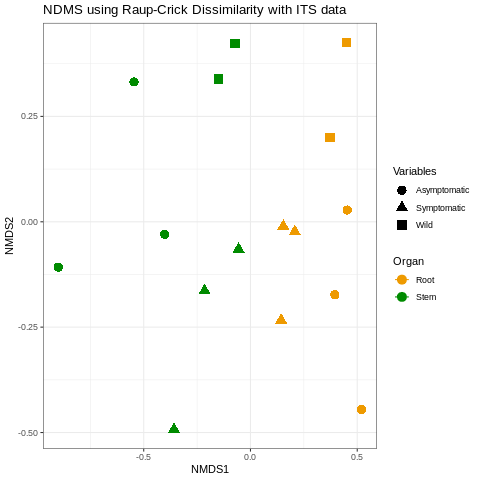 NDMS using Raup-Crick Dissimilarity with ITS data
NMDS2
0.25
0.00
-0.25
-0.50
-0.5
0.0
0.5
NMDS1
Variables
Asymptomatic
Symptomatic
Wild
Organ
Root
Stem